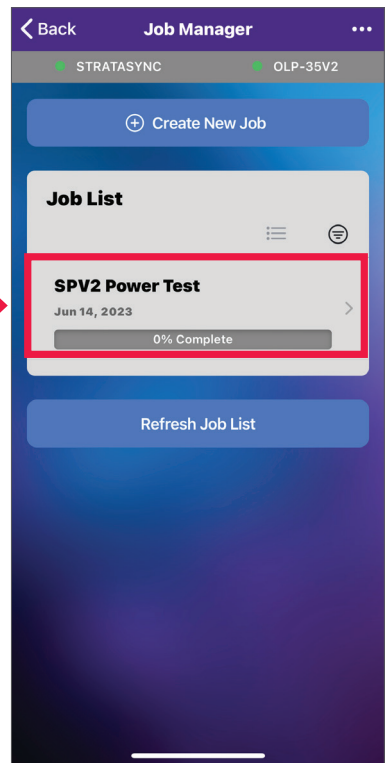 Back Job Manager
STRATASYNC OLP-35V2
Create New Job
Job List
SPV2 Power Test
Jun 14, 2023
0% Complete
Refresh Job List